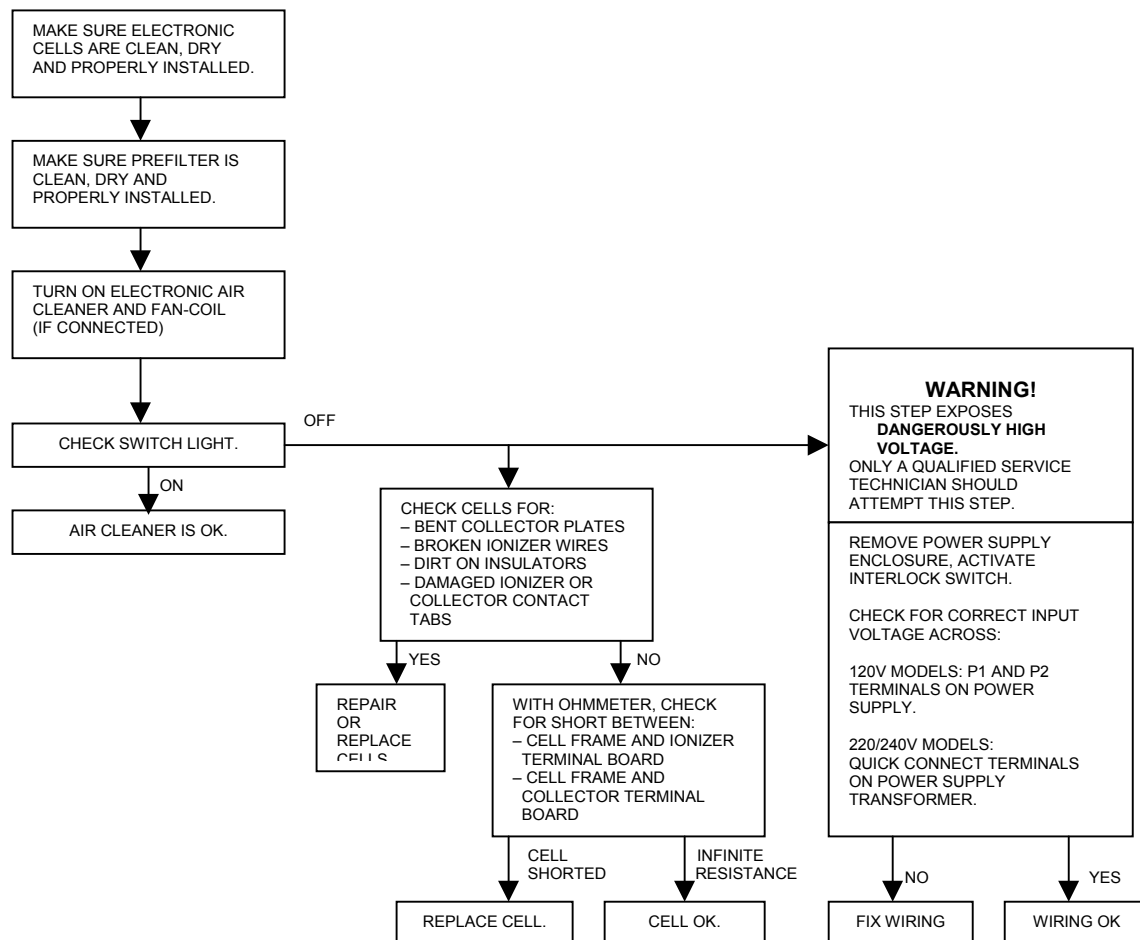 MAKE SURE ELECTRONIC
CELLS ARE CLEAN, DRY
AND PROPERLY INSTALLED.
MAKE SURE PREFILTER IS
CLEAN, DRY AND
PROPERLY INSTALLED.
TURN ON ELECTRONIC AIR
CLEANER AND FAN-COIL
(IF CONNECTED)
CHECK SWITCH LIGHT.
OFF
ON
AIR CLEANER IS OK.
CHECK CELLS FOR:
– BENT COLLECTOR PLATES
– BROKEN IONIZER WIRES
– DIRT ON INSULATORS
– DAMAGED IONIZER OR
COLLECTOR CONTACT
TABS
YES
NO
REPAIR
OR
REPLACE
CELLS
WITH OHMMETER, CHECK
FOR SHORT BETWEEN:
– CELL FRAME AND IONIZER
TERMINAL BOARD
– CELL FRAME AND
COLLECTOR TERMINAL
BOARD
CELL
SHORTED
INFINITE
RESISTANCE
REPLACE CELL.
CELL OK.
WARNING!
THIS STEP EXPOSES
DANGEROUSLY HIGH
VOLTAGE.
ONLY A QUALIFIED SERVICE
TECHNICIAN SHOULD
ATTEMPT THIS STEP.
REMOVE POWER SUPPLY
ENCLOSURE, ACTIVATE
INTERLOCK SWITCH.
CHECK FOR CORRECT INPUT
VOLTAGE ACROSS:
120V MODELS: P1 AND P2
TERMINALS ON POWER
SUPPLY.
220/240V MODELS:
QUICK CONNECT TERMINALS
ON POWER SUPPLY
TRANSFORMER.
NO
YES
FIX WIRING
WIRING OK